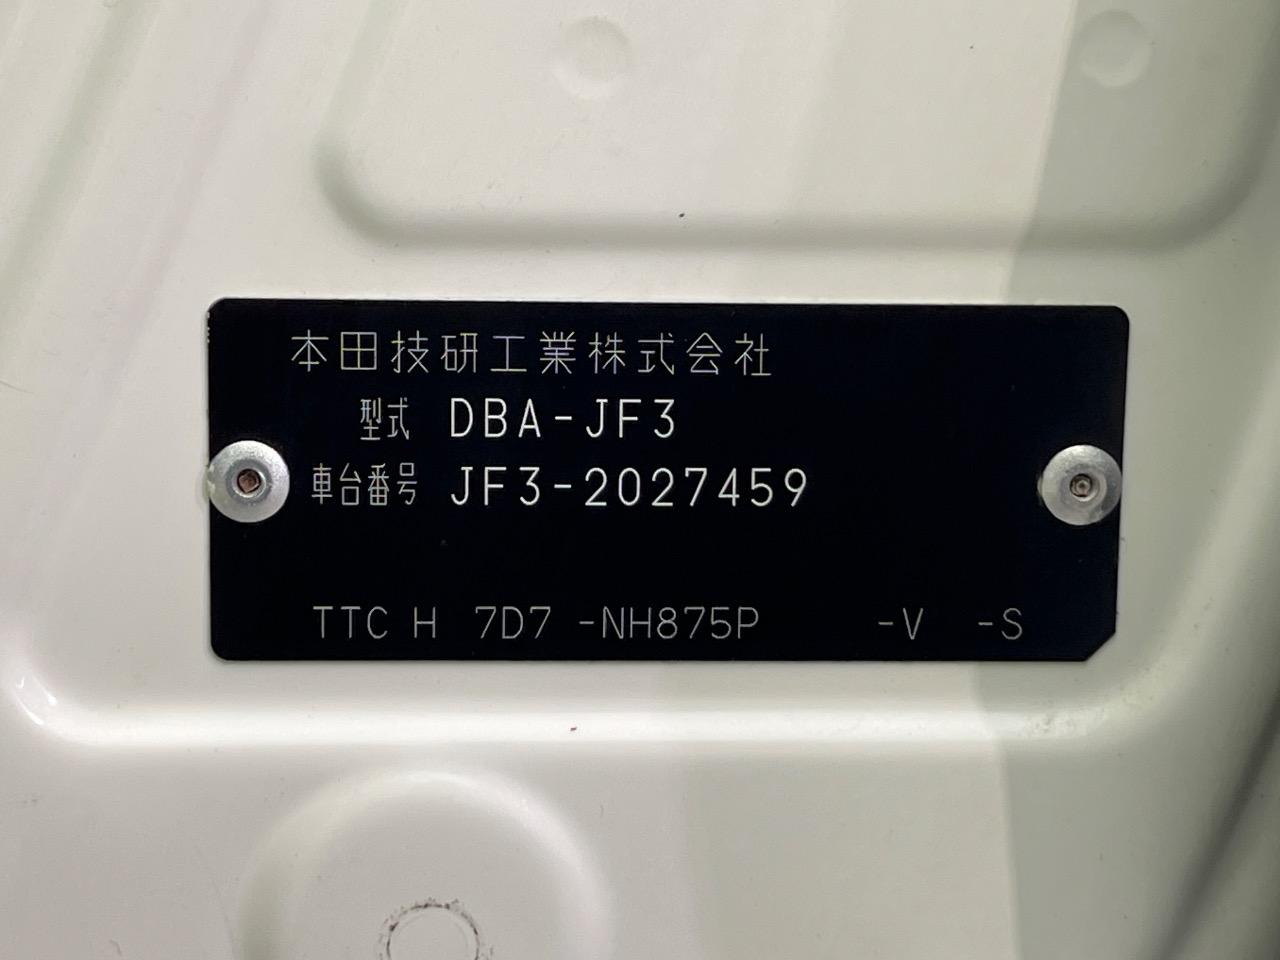 本田技研工業株式会社
型式 DBA-JF3
車台番号 JF3-2027459
TTC H 7D7 -NH875P -V -S